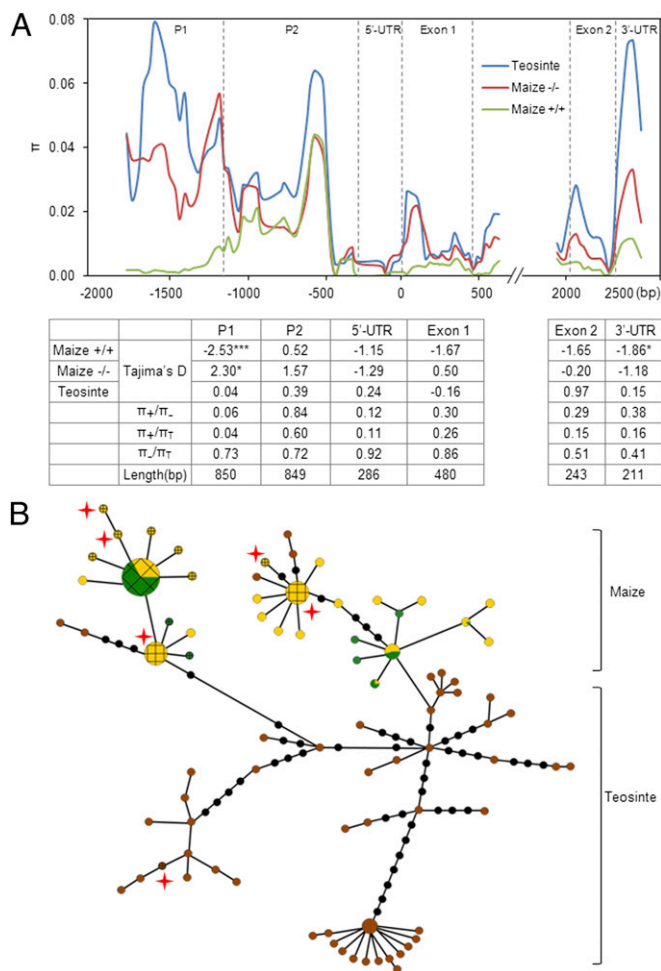 A
P1 P2 5'-UTR Exon 1 Exon 2 3'-UTR
0.08
0.06
0.04
0.02
0.00
π
Teosinte
Maize -/-
Maize +/+
-2000 -1500 -1000 -500 0 500 2000 2500 (bp)
P1 P2 5'-UTR Exon 1 Exon 2 3'-UTR
Maize +/+ -2.53*** 0.52 -1.15 -1.67 -1.65 -1.86*
Maize -/- Tajima's D 2.30* 1.57 -1.29 0.50 -0.20 -1.18
Teosinte 0.04 0.39 0.24 -0.16 0.97 0.15
π+/π- 0.06 0.84 0.12 0.30 0.29 0.38
π+/πT 0.04 0.60 0.11 0.26 0.15 0.16
π-/πT 0.73 0.72 0.92 0.86 0.51 0.41
Length(bp) 850 849 286 480 243 211
B
Maize
Teosinte